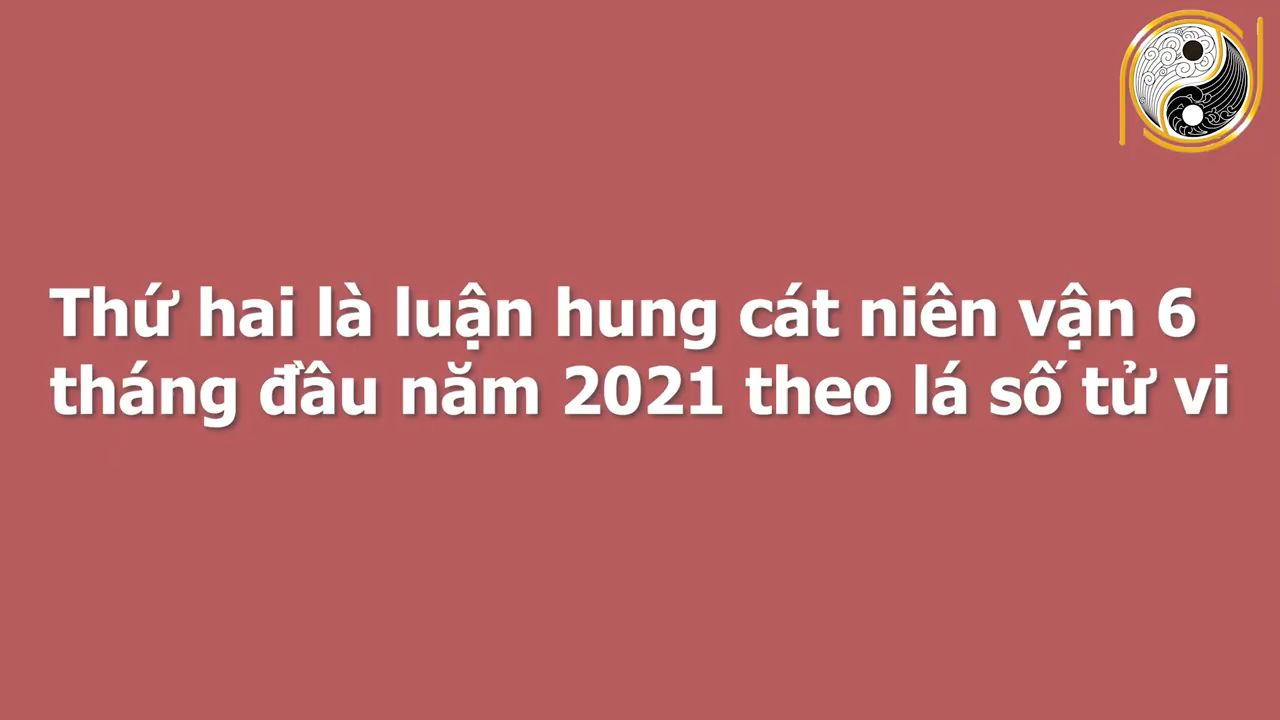 Thứ hai là luận hung cát niên vận 6
tháng đầu năm 2021 theo lá số tử vi